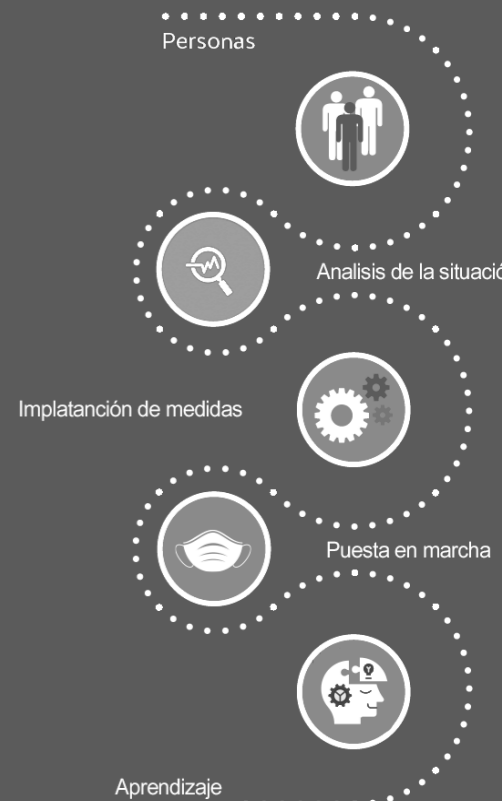 Personas
Analisis de la situació
Implatanción de medidas
Puesta en marcha
Aprendizaje